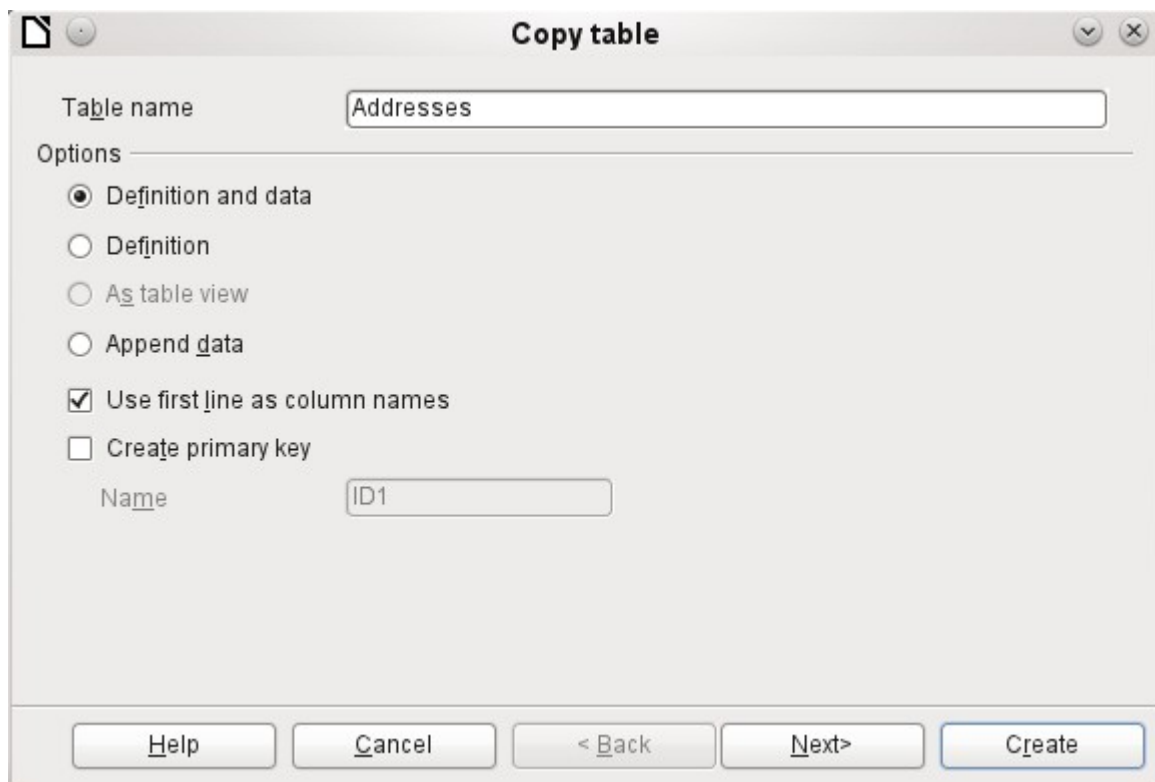 Copy table
Table name Addresses
Options
Definition and data
Definition
As table view
Append data
Use first line as column names
Create primary key
Name ID1
Help Cancel < Back Next> Create